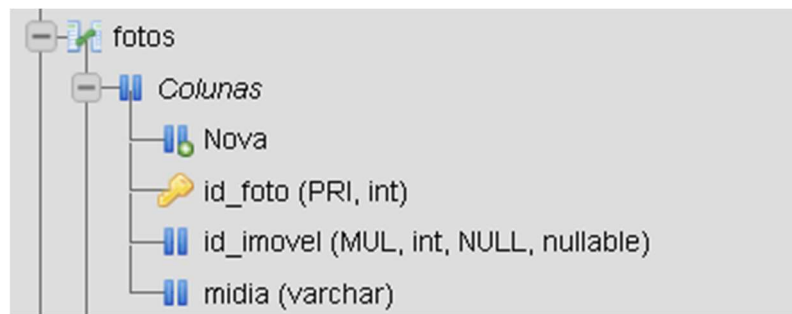 fotos
Colunas
Nova
id_foto (PRI, int)
id_imovel (MUL, int, NULL, nullable)
midia (varchar)